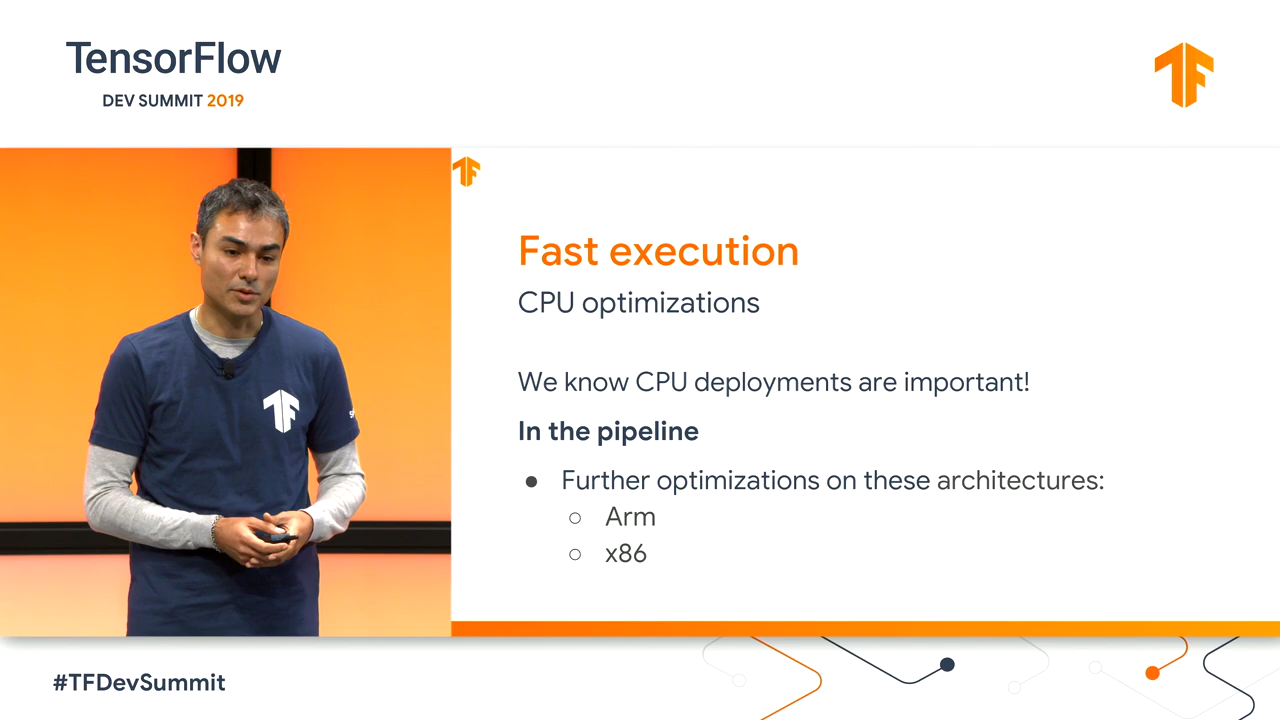 TensorFlow
DEV SUMMIT 2019
Fast execution
CPU optimizations
We know CPU deployments are important!
In the pipeline
● Further optimizations on these architectures:
○ Arm
○ x86
#TFDevSummit